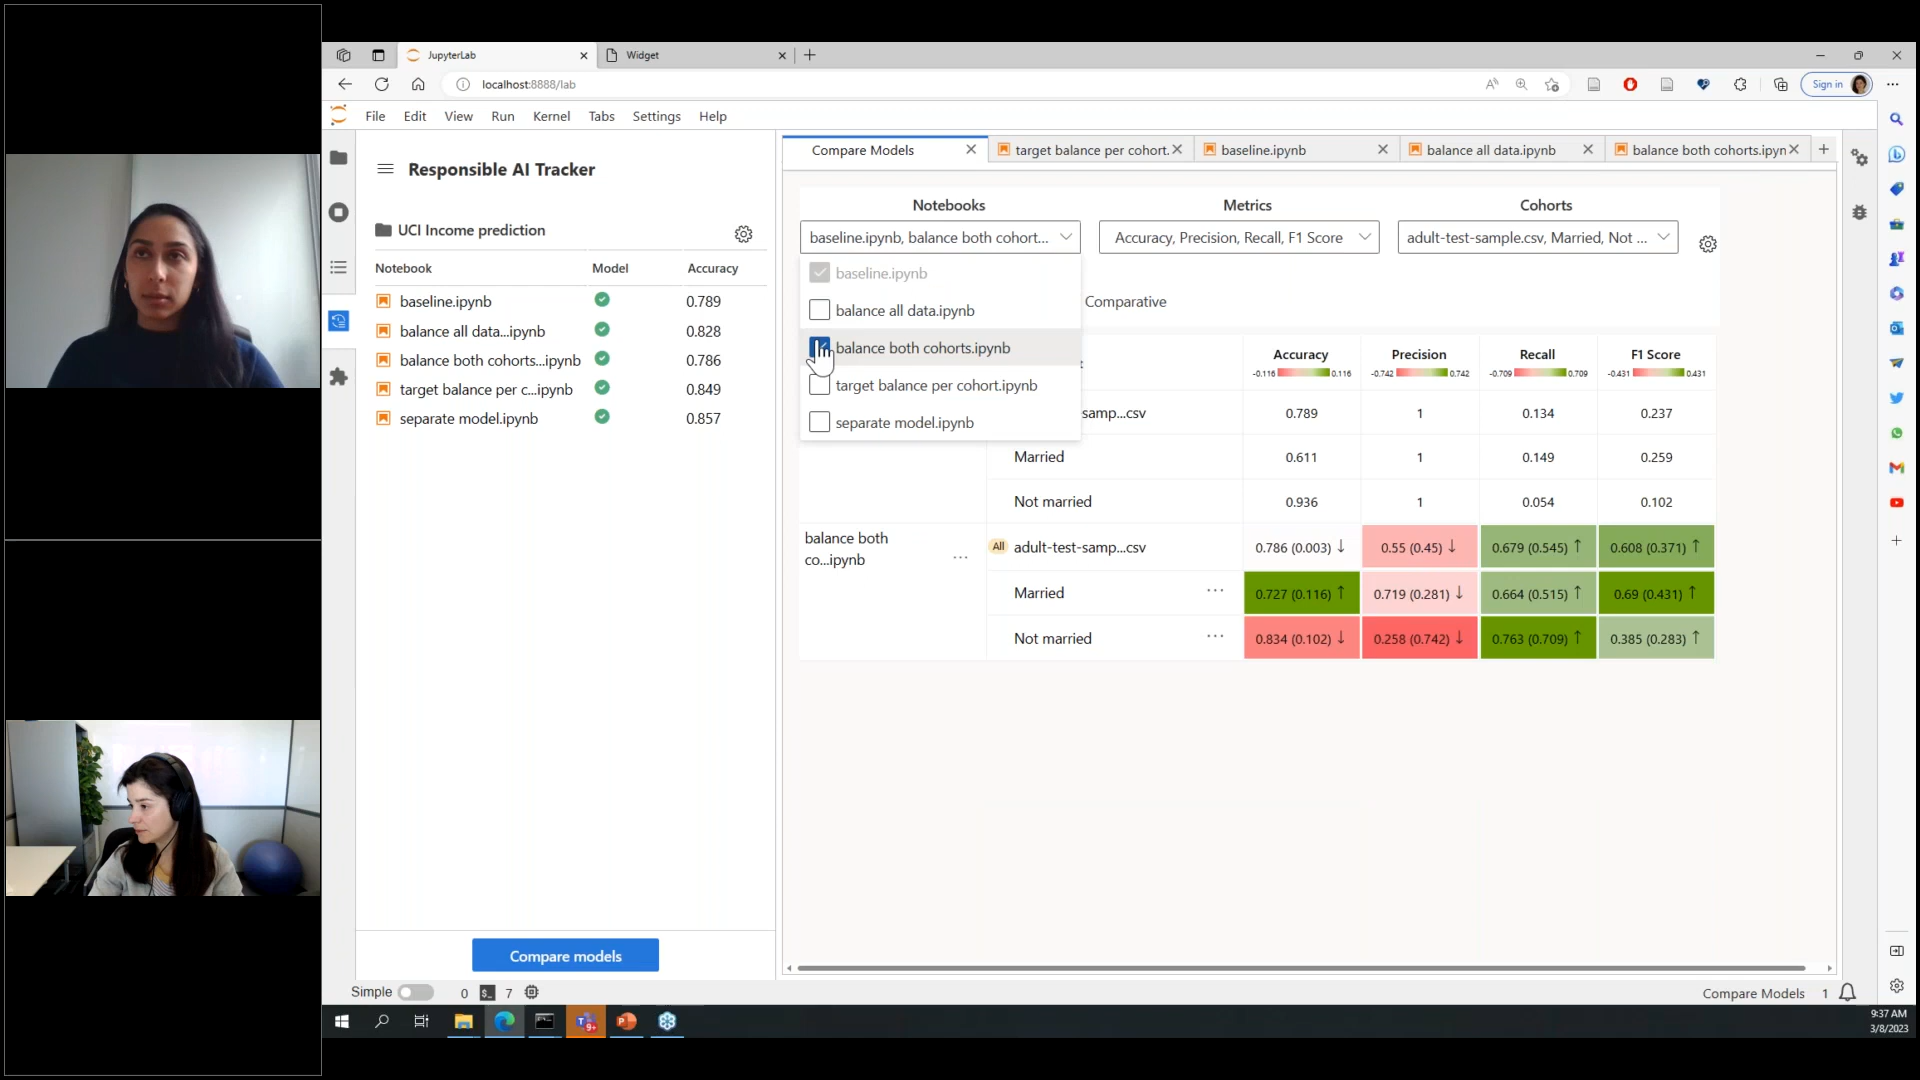 JupyterLab
Widget
localhost:8888/lab
Sign in
File Edit View Run Kernel Tabs Settings Help
Responsible AI Tracker
UCI Income prediction
Notebook Model Accuracy
baseline.ipynb 0.789
balance all data...ipynb 0.828
balance both cohorts...ipynb 0.786
target balance per c...ipynb 0.849
separate model.ipynb 0.857
Compare models
Compare Models
target balance per cohort.
baseline.ipynb
balance all data.ipynb
balance both cohorts.ipyn
Notebooks Metrics Cohorts
baseline.ipynb, balance both cohort... Accuracy, Precision, Recall, F1 Score adult-test-sample.csv, Married, Not ...
baseline.ipynb
balance all data.ipynb
balance both cohorts.ipynb
target balance per cohort.ipynb
separate model.ipynb
Comparative
Accuracy Precision Recall F1 Score
-0.116 0.116 -0.742 0.742 -0.709 0.709 -0.431 0.431
samp...csv 0.789 1 0.134 0.237
Married 0.611 1 0.149 0.259
Not married 0.936 1 0.054 0.102
balance both
co...ipynb
...
All adult-test-samp...csv 0.786 (0.003) ↓ 0.55 (0.45) ↓ 0.679 (0.545) ↑ 0.608 (0.371) ↑
Married ... 0.727 (0.116) ↑ 0.719 (0.281) ↓ 0.664 (0.515) ↑ 0.69 (0.431) ↑
Not married ... 0.834 (0.102) ↓ 0.258 (0.742) ↓ 0.763 (0.709) ↑ 0.385 (0.283) ↑
Simple 0 7
Compare Models 1
9:37 AM
3/8/2023